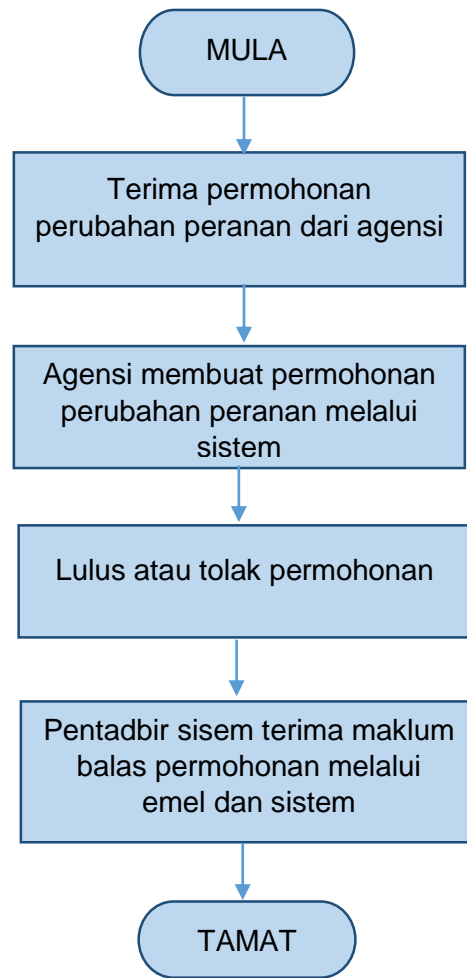 MULA
Terima permohonan
perubahan peranan dari agensi
Agensi membuat permohonan
perubahan peranan melalui
sistem
Lulus atau tolak permohonan
Pentadbir sisem terima maklum
balas permohonan melalui
emel dan sistem
TAMAT